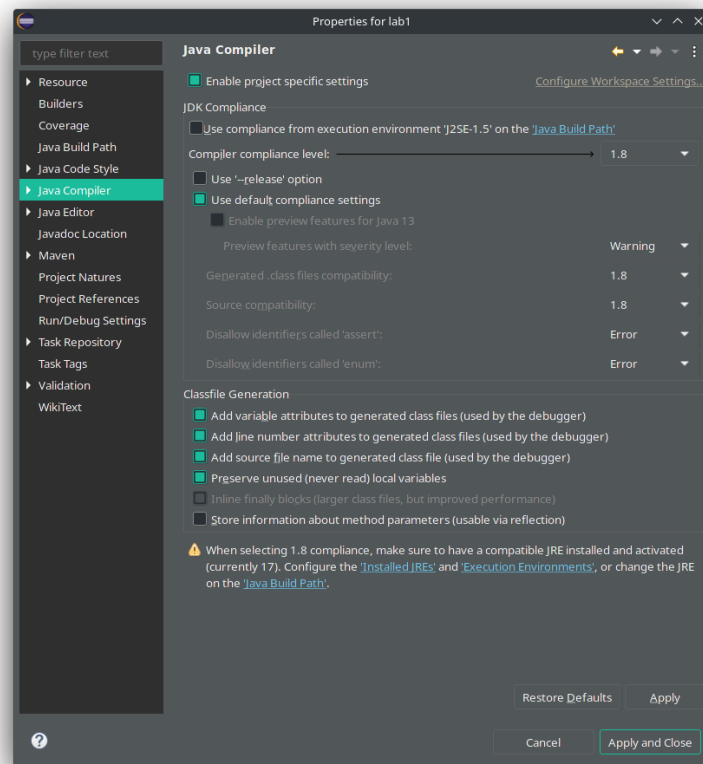 Properties for lab1
type filter text
Resource
Builders
Coverage
Java Build Path
Java Code Style
Java Compiler
Java Editor
Javadoc Location
Maven
Project Natures
Project References
Run/Debug Settings
Task Repository
Task Tags
Validation
WikiText
Java Compiler
Enable project specific settings
Configure Workspace Settings..
JDK Compliance
Use compliance from execution environment 'J2SE-1.5' on the 'Java Build Path'
Compiler compliance level: 1.8
Use '--release' option
Use default compliance settings
Enable preview features for Java 13
Preview features with severity level: Warning
Generated .class files compatibility: 1.8
Source compatibility: 1.8
Disallow identifiers called 'assert': Error
Disallow identifiers called 'enum': Error
Classfile Generation
Add variable attributes to generated class files (used by the debugger)
Add line number attributes to generated class files (used by the debugger)
Add source file name to generated class file (used by the debugger)
Preserve unused (never read) local variables
Inline finally blocks (larger class files, but improved performance)
Store information about method parameters (usable via reflection)
When selecting 1.8 compliance, make sure to have a compatible JRE installed and activated
(currently 17). Configure the 'Installed JREs' and 'Execution Environments', or change the JRE
on the 'Java Build Path'.
Restore Defaults Apply
? Cancel Apply and Close